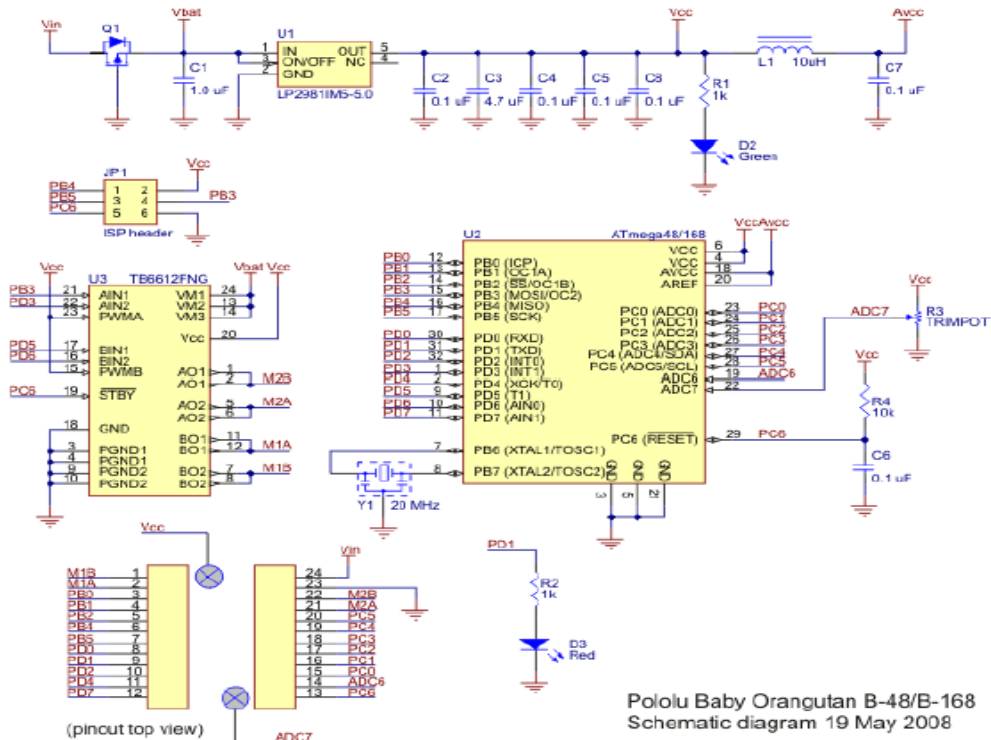 Vin
Q1
Vbat
C1
1.0 uF
U1
1 IN OUT 5
3 ON/OFF NC 4
2 GND
LP2981IM5-5.0
C2
0.1 uF
C3
4.7 uF
C4
0.1 uF
C5
0.1 uF
C8
0.1 uF
Vcc
R1
1k
D2
Green
L1 10uH
Avcc
C7
0.1 uF
JP1
Vcc
PB4 1 2
PB5 3 4 PB3
PC6 5 6
ISP header
Vcc
U3 TB6612FNG
Vbat Vcc
PB3 21 AIN1 VM1 24
PD3 22 AIN2 VM2 13
23 PWMA VM3 14
Vcc 20
PD5 17 BIN1
PD6 16 BIN2
15 PWMB AO1 1
AO1 2 M2B
PC5 19 STBY
AO2 5 M2A
AO2 6
18 GND
BO1 11
3 PGND1 BO1 12 M1A
4 PGND1
9 PGND2 BO2 7 M1B
10 PGND2 BO2 8
U2 ATmega48/168
Vcc Avcc
VCC 6
VCC 4
AVCC 18
AREF 20
PB0 12 PB0 (ICP)
PB1 13 PB1 (OC1A)
PB2 14 PB2 (SS/OC1B)
PB3 15 PB3 (MOSI/OC2)
PB4 16 PB4 (MISO)
PB5 17 PB5 (SCK)
PD0 30 PD0 (RXD)
PD1 31 PD1 (TXD)
PD2 32 PD2 (INT0)
PD3 1 PD3 (INT1)
PD4 2 PD4 (XCK/T0)
PD5 9 PD5 (T1)
PD6 10 PD6 (AIN0)
PD7 11 PD7 (AIN1)
7 PB6 (XTAL1/TOSC1)
8 PB7 (XTAL2/TOSC2)
PC0 (ADC0) 23 PC0
PC1 (ADC1) 24 PC1
PC2 (ADC2) 25 PC2
PC3 (ADC3) 26 PC3
PC4 (ADC4/SDA) 27 PC4
PC5 (ADC5/SCL) 28 PC5
ADC6 19 ADC6
ADC7 22
PC6 (RESET) 29 PC6
GND GND GND
3 5 21
Y1 20 MHz
Vcc
ADC7
R3
TRIMPOT
Vcc
R4
10k
C6
0.1 uF
PD1
R2
1k
D3
Red
Vcc
Vin
M1B 1
M1A 2
PB0 3
PB1 4
PB2 5
PB4 6
PB5 7
PD0 8
PD1 9
PD2 10
PD4 11
PD7 12
24
23
22 M2B
21 M2A
20 PC5
19 PC4
18 PC3
17 PC2
16 PC1
15 PC0
14 ADC6
13 PC6
(pinout top view)
ADC7
Pololu Baby Orangutan B-48/B-168
Schematic diagram 19 May 2008